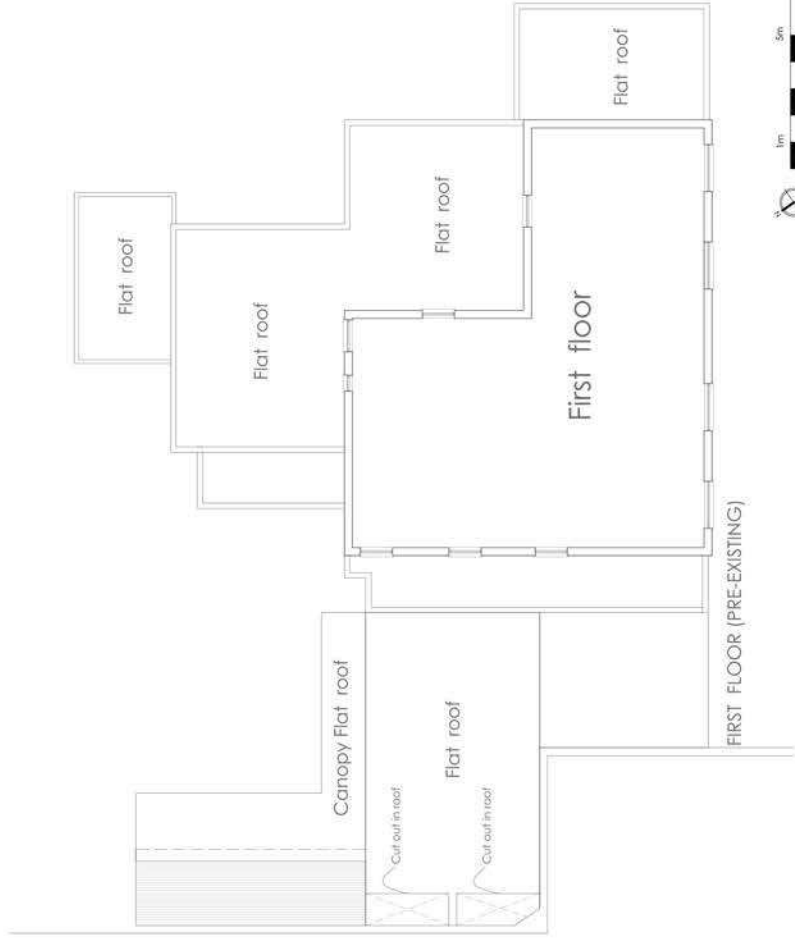 Flat roof
Flat roof
Flat roof
Flat roof
First floor
Canopy Flat roof
Flat roof
Cut out in roof
Cut out in roof
FIRST FLOOR (PRE-EXISTING)
1m
5m
N